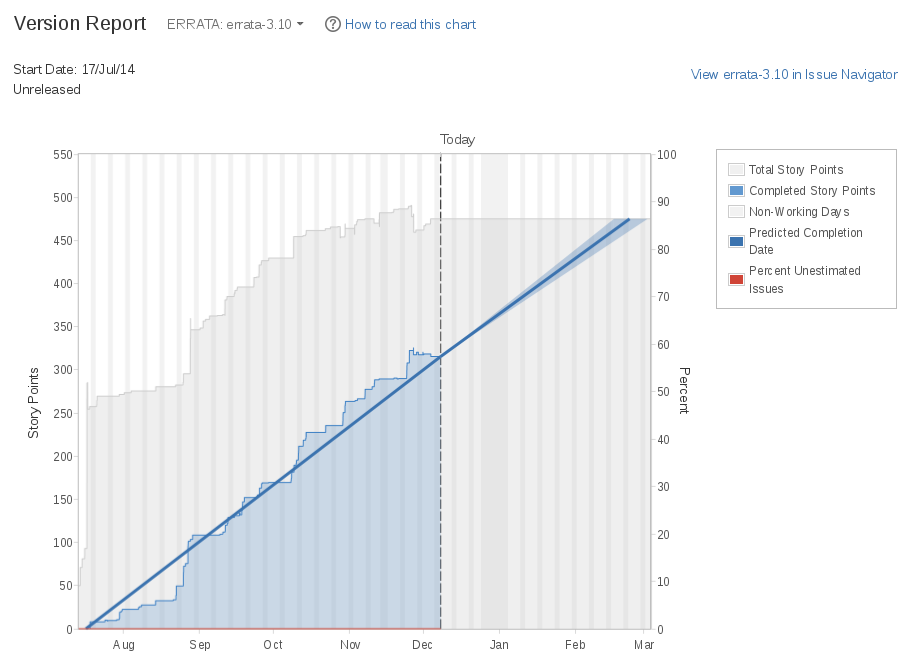 Version Report ERRATA: errata-3.10 ? How to read this chart
Start Date: 17/Jul/14
Unreleased
View errata-3.10 in Issue Navigator
Today
550
500
450
400
350
300
250
200
150
100
50
0
Story Points
100
90
80
70
60
50
40
30
20
10
0
Percent
Aug Sep Oct Nov Dec Jan Feb Mar
Total Story Points
Completed Story Points
Non-Working Days
Predicted Completion
Date
Percent Unestimated
Issues